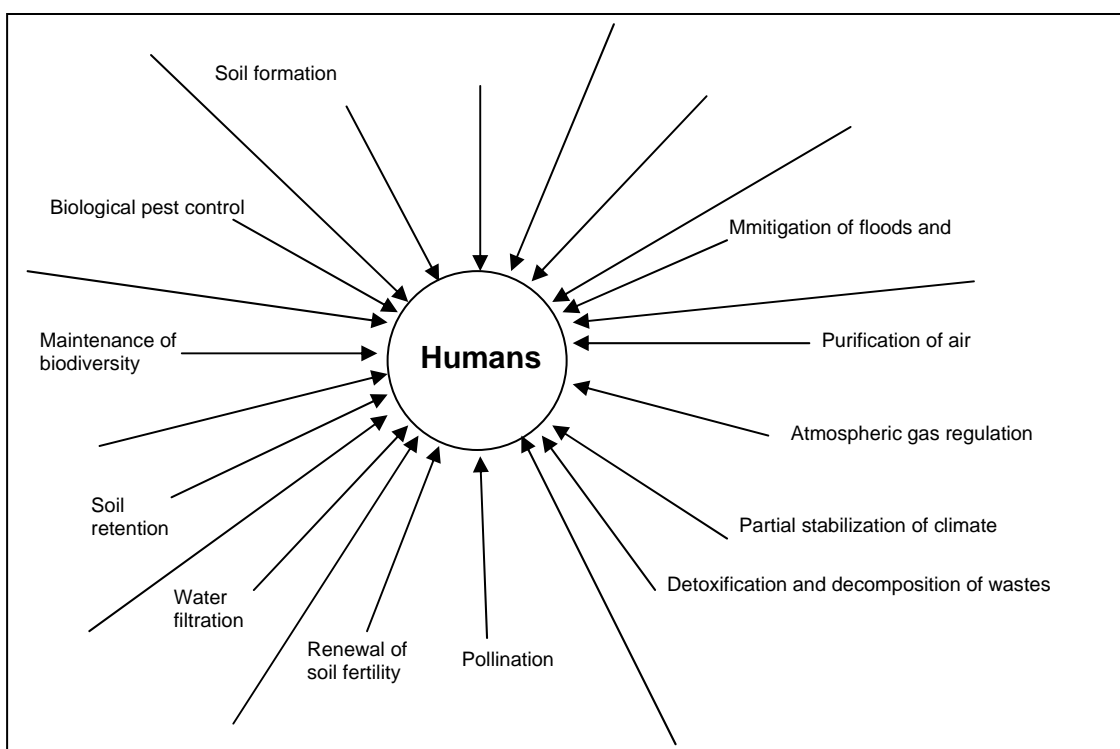 Soil formation
Biological pest control
Mmitigation of floods and
Maintenance of
biodiversity
Humans
Purification of air
Atmospheric gas regulation
Soil
retention
Partial stabilization of climate
Detoxification and decomposition of wastes
Water
filtration
Renewal of
soil fertility
Pollination